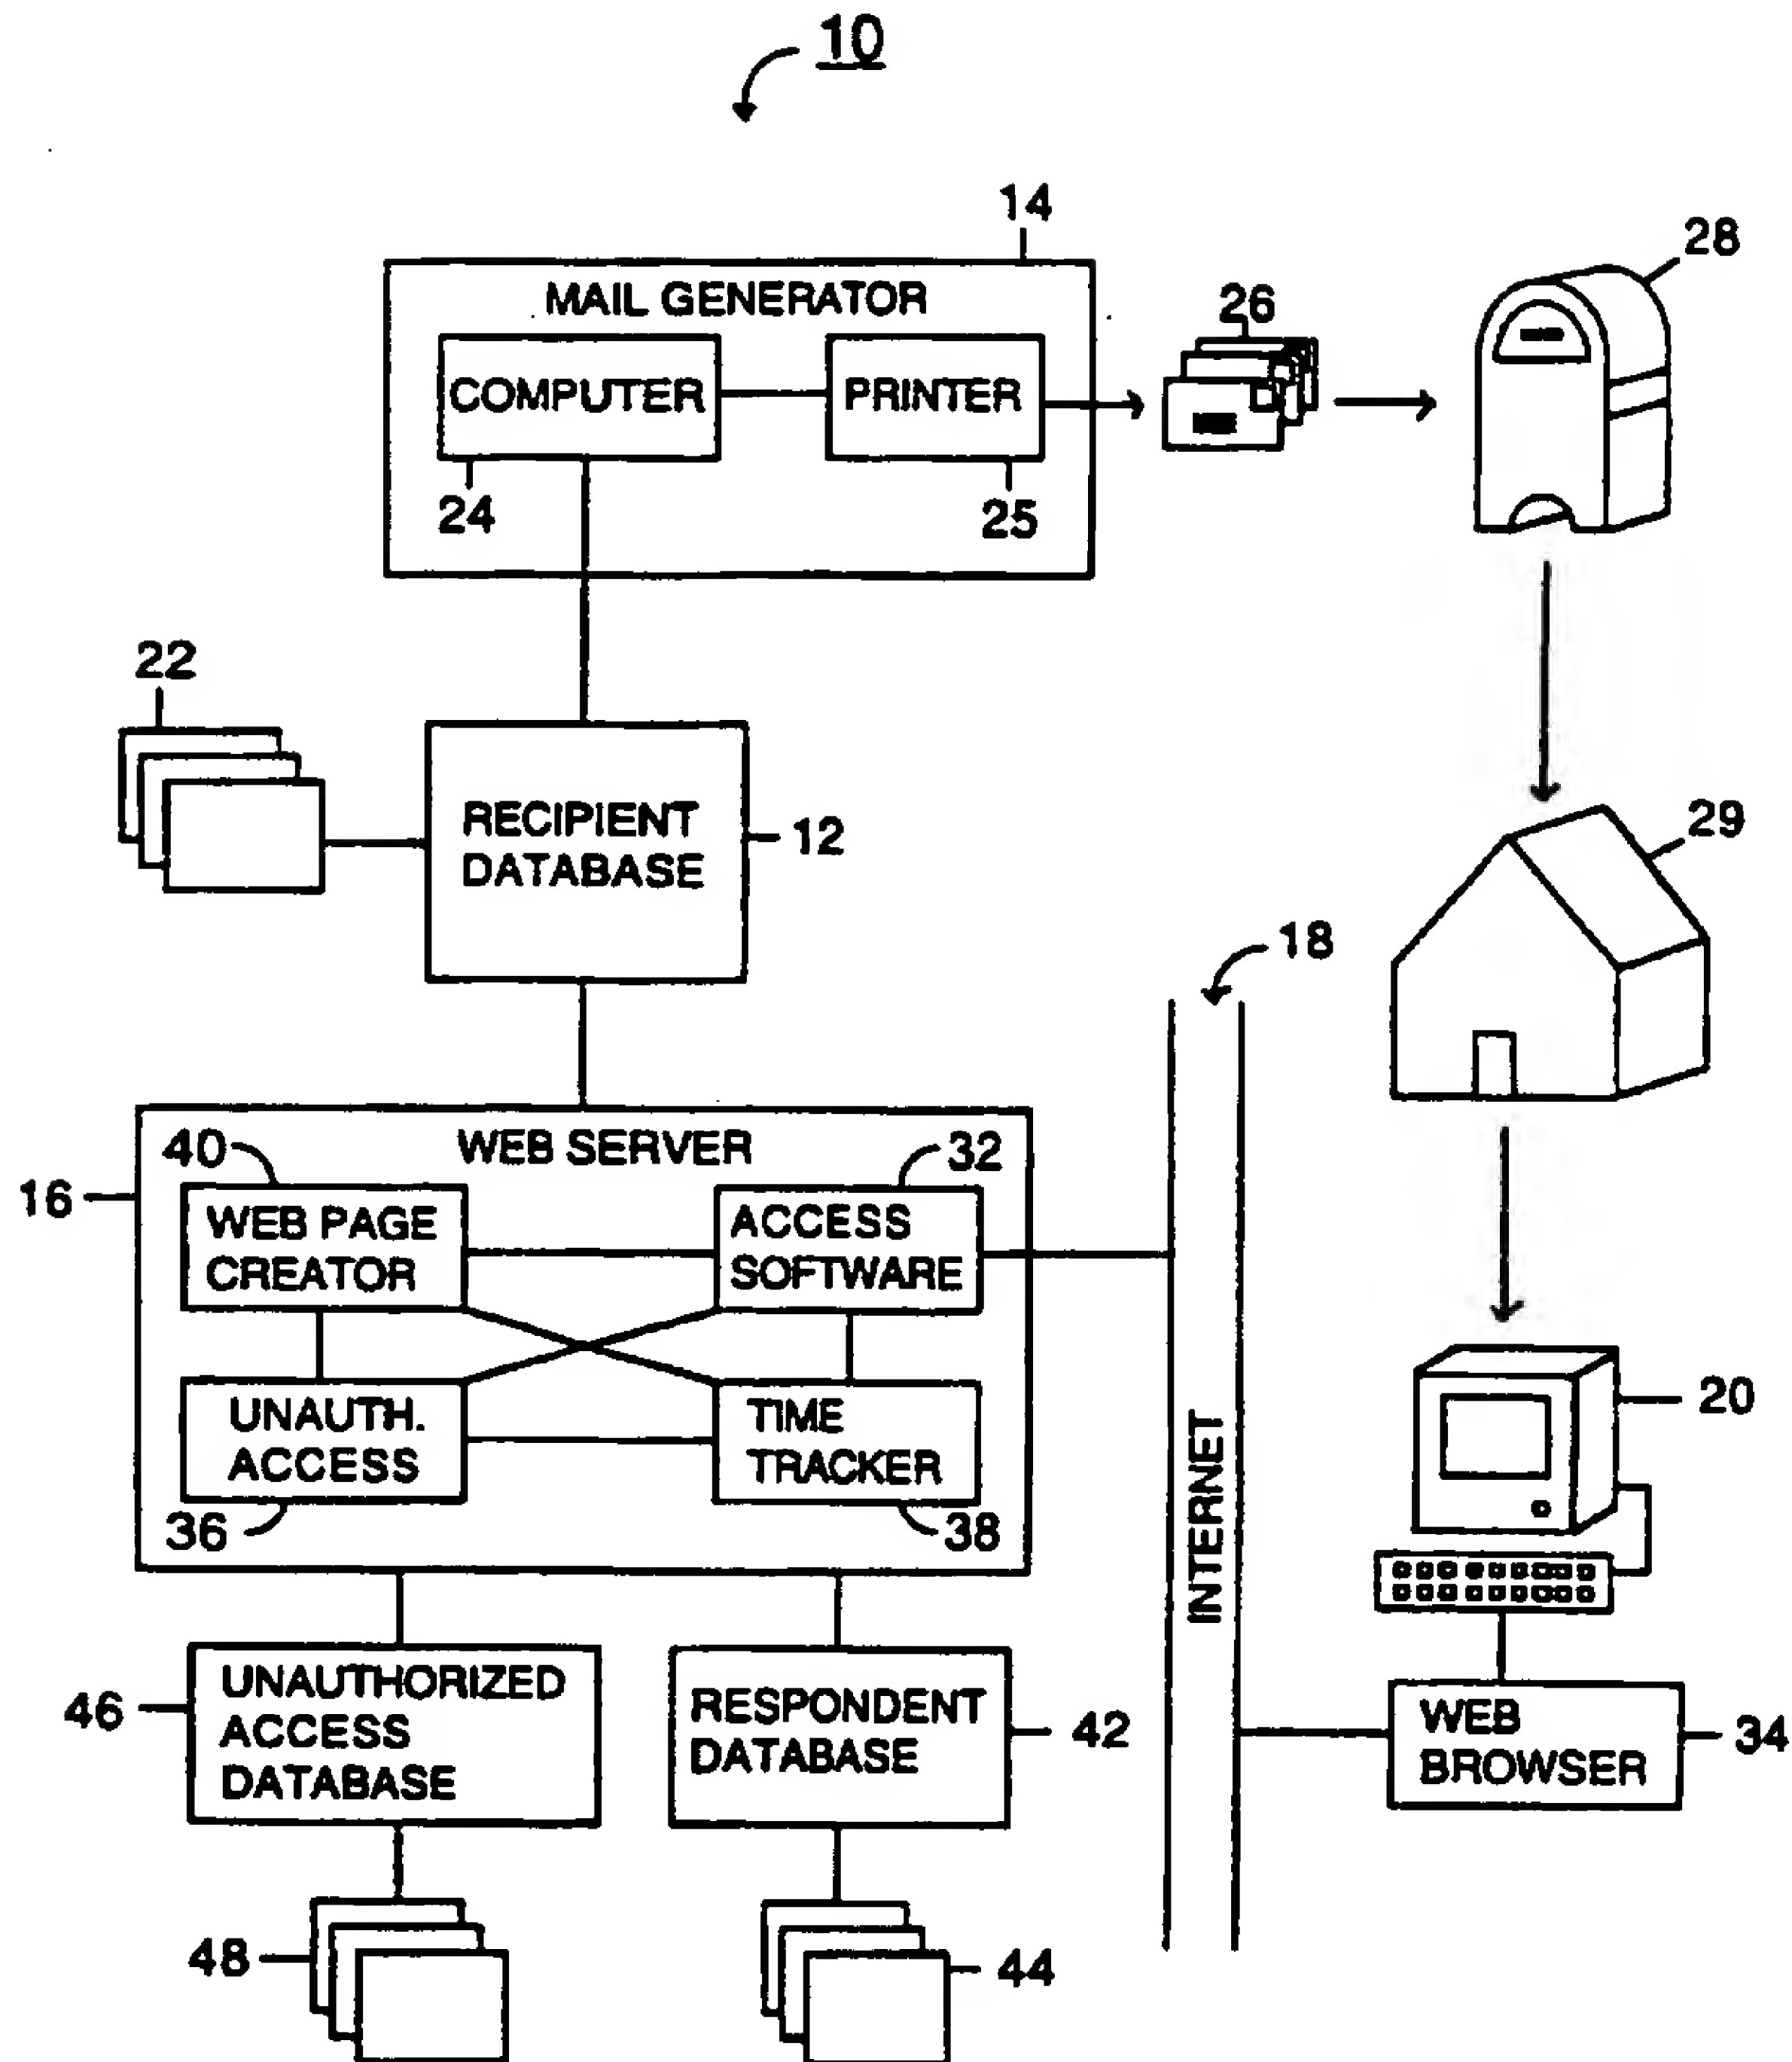 10
14
MAIL GENERATOR
COMPUTER
PRINTER
24
25
26
28
22
RECIPIENT
DATABASE
12
29
18
WEB SERVER
40
32
16
WEB PAGE
CREATOR
ACCESS
SOFTWARE
UNAUTH.
ACCESS
TIME
TRACKER
36
38
INTERNET
20
46
UNAUTHORIZED
ACCESS
DATABASE
RESPONDENT
DATABASE
42
WEB
BROWSER
34
48
44